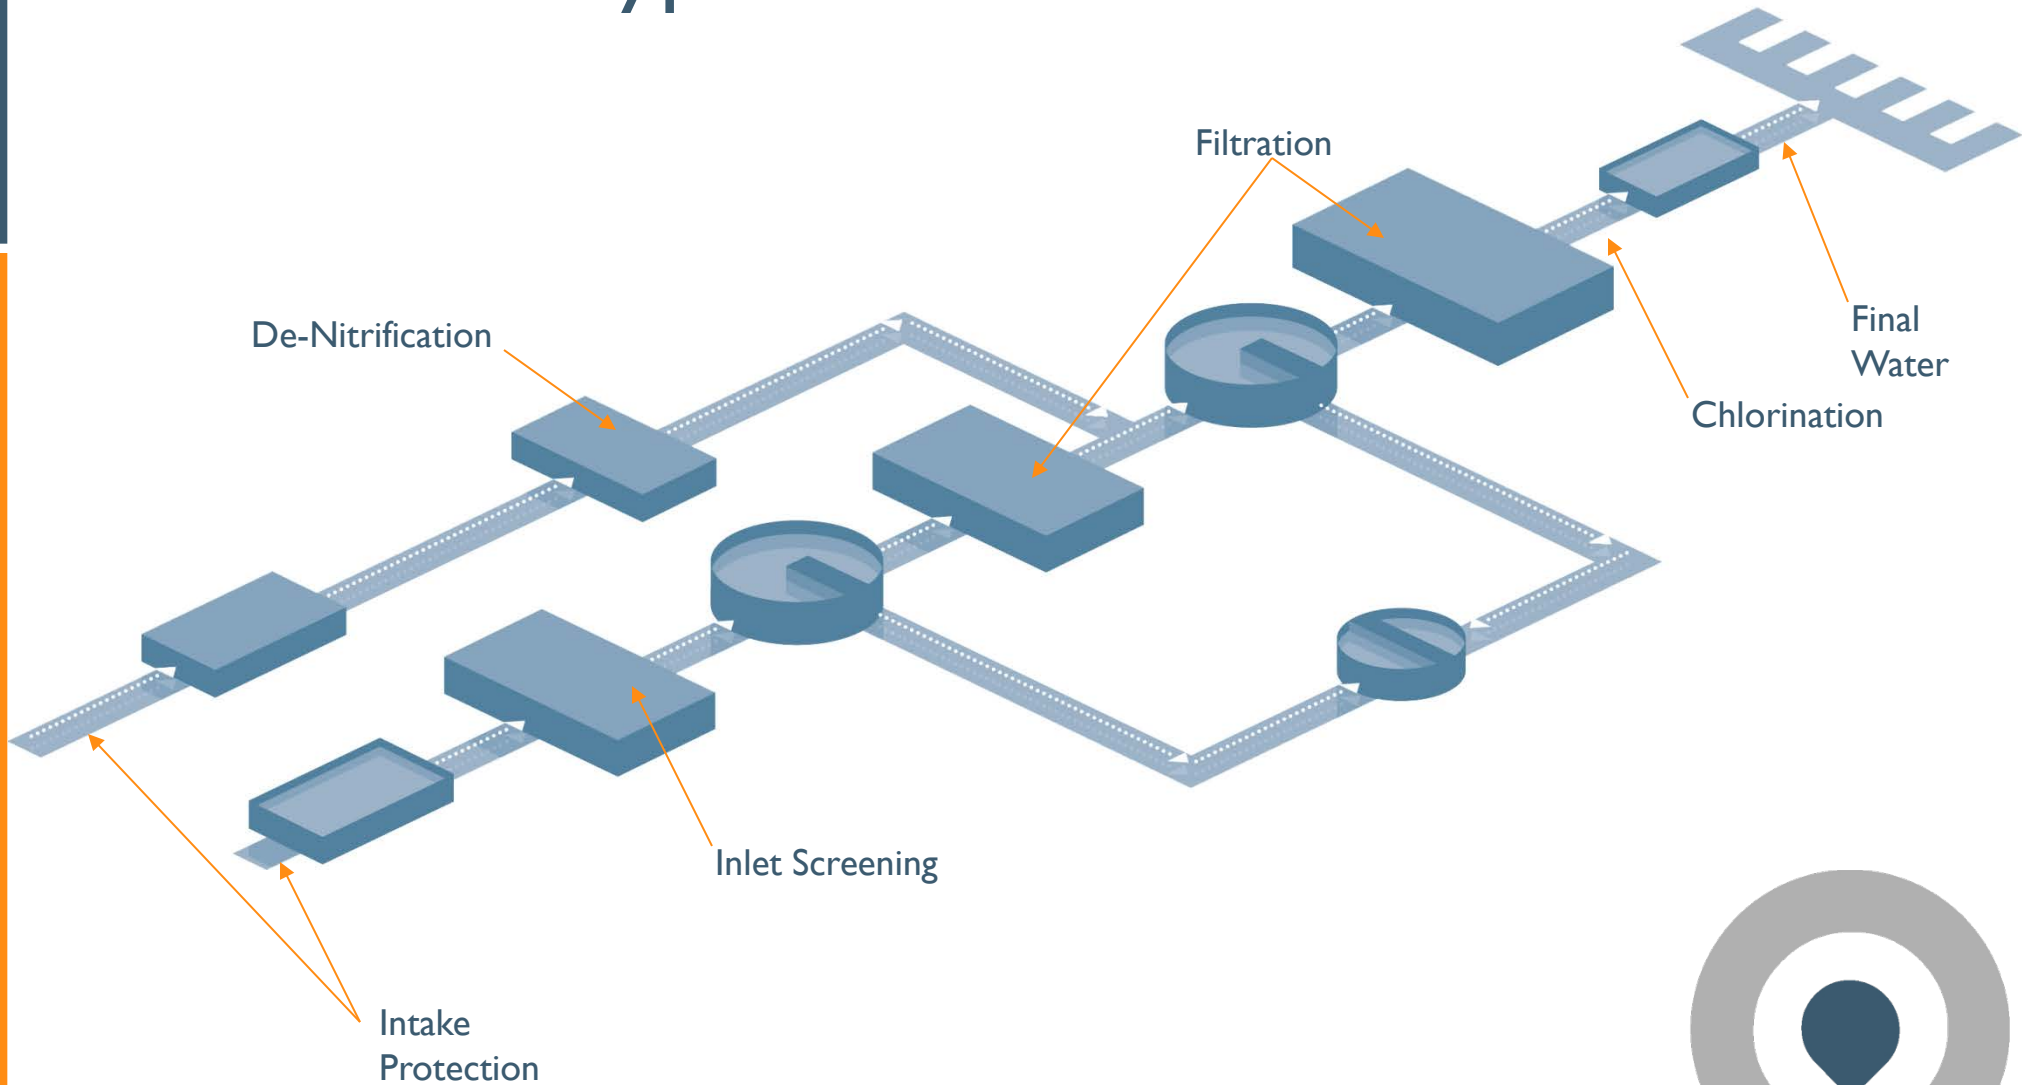 Filtration
De-Nitrification
Final
Water
Chlorination
Inlet Screening
Intake
Protection